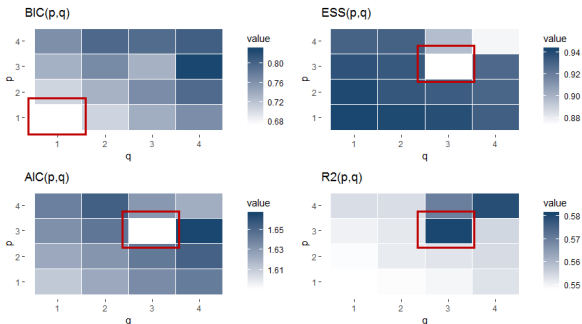 BIC(p,q)
4
3
2
1
p
1 2 3 4
q
value
0.80
0.76
0.72
0.68
ESS(p,q)
4
3
2
1
p
1 2 3 4
q
value
0.94
0.92
0.90
0.88
AIC(p,q)
4
3
2
1
p
1 2 3 4
q
value
1.65
1.63
1.61
R2(p,q)
4
3
2
1
p
1 2 3 4
q
value
0.58
0.57
0.56
0.55